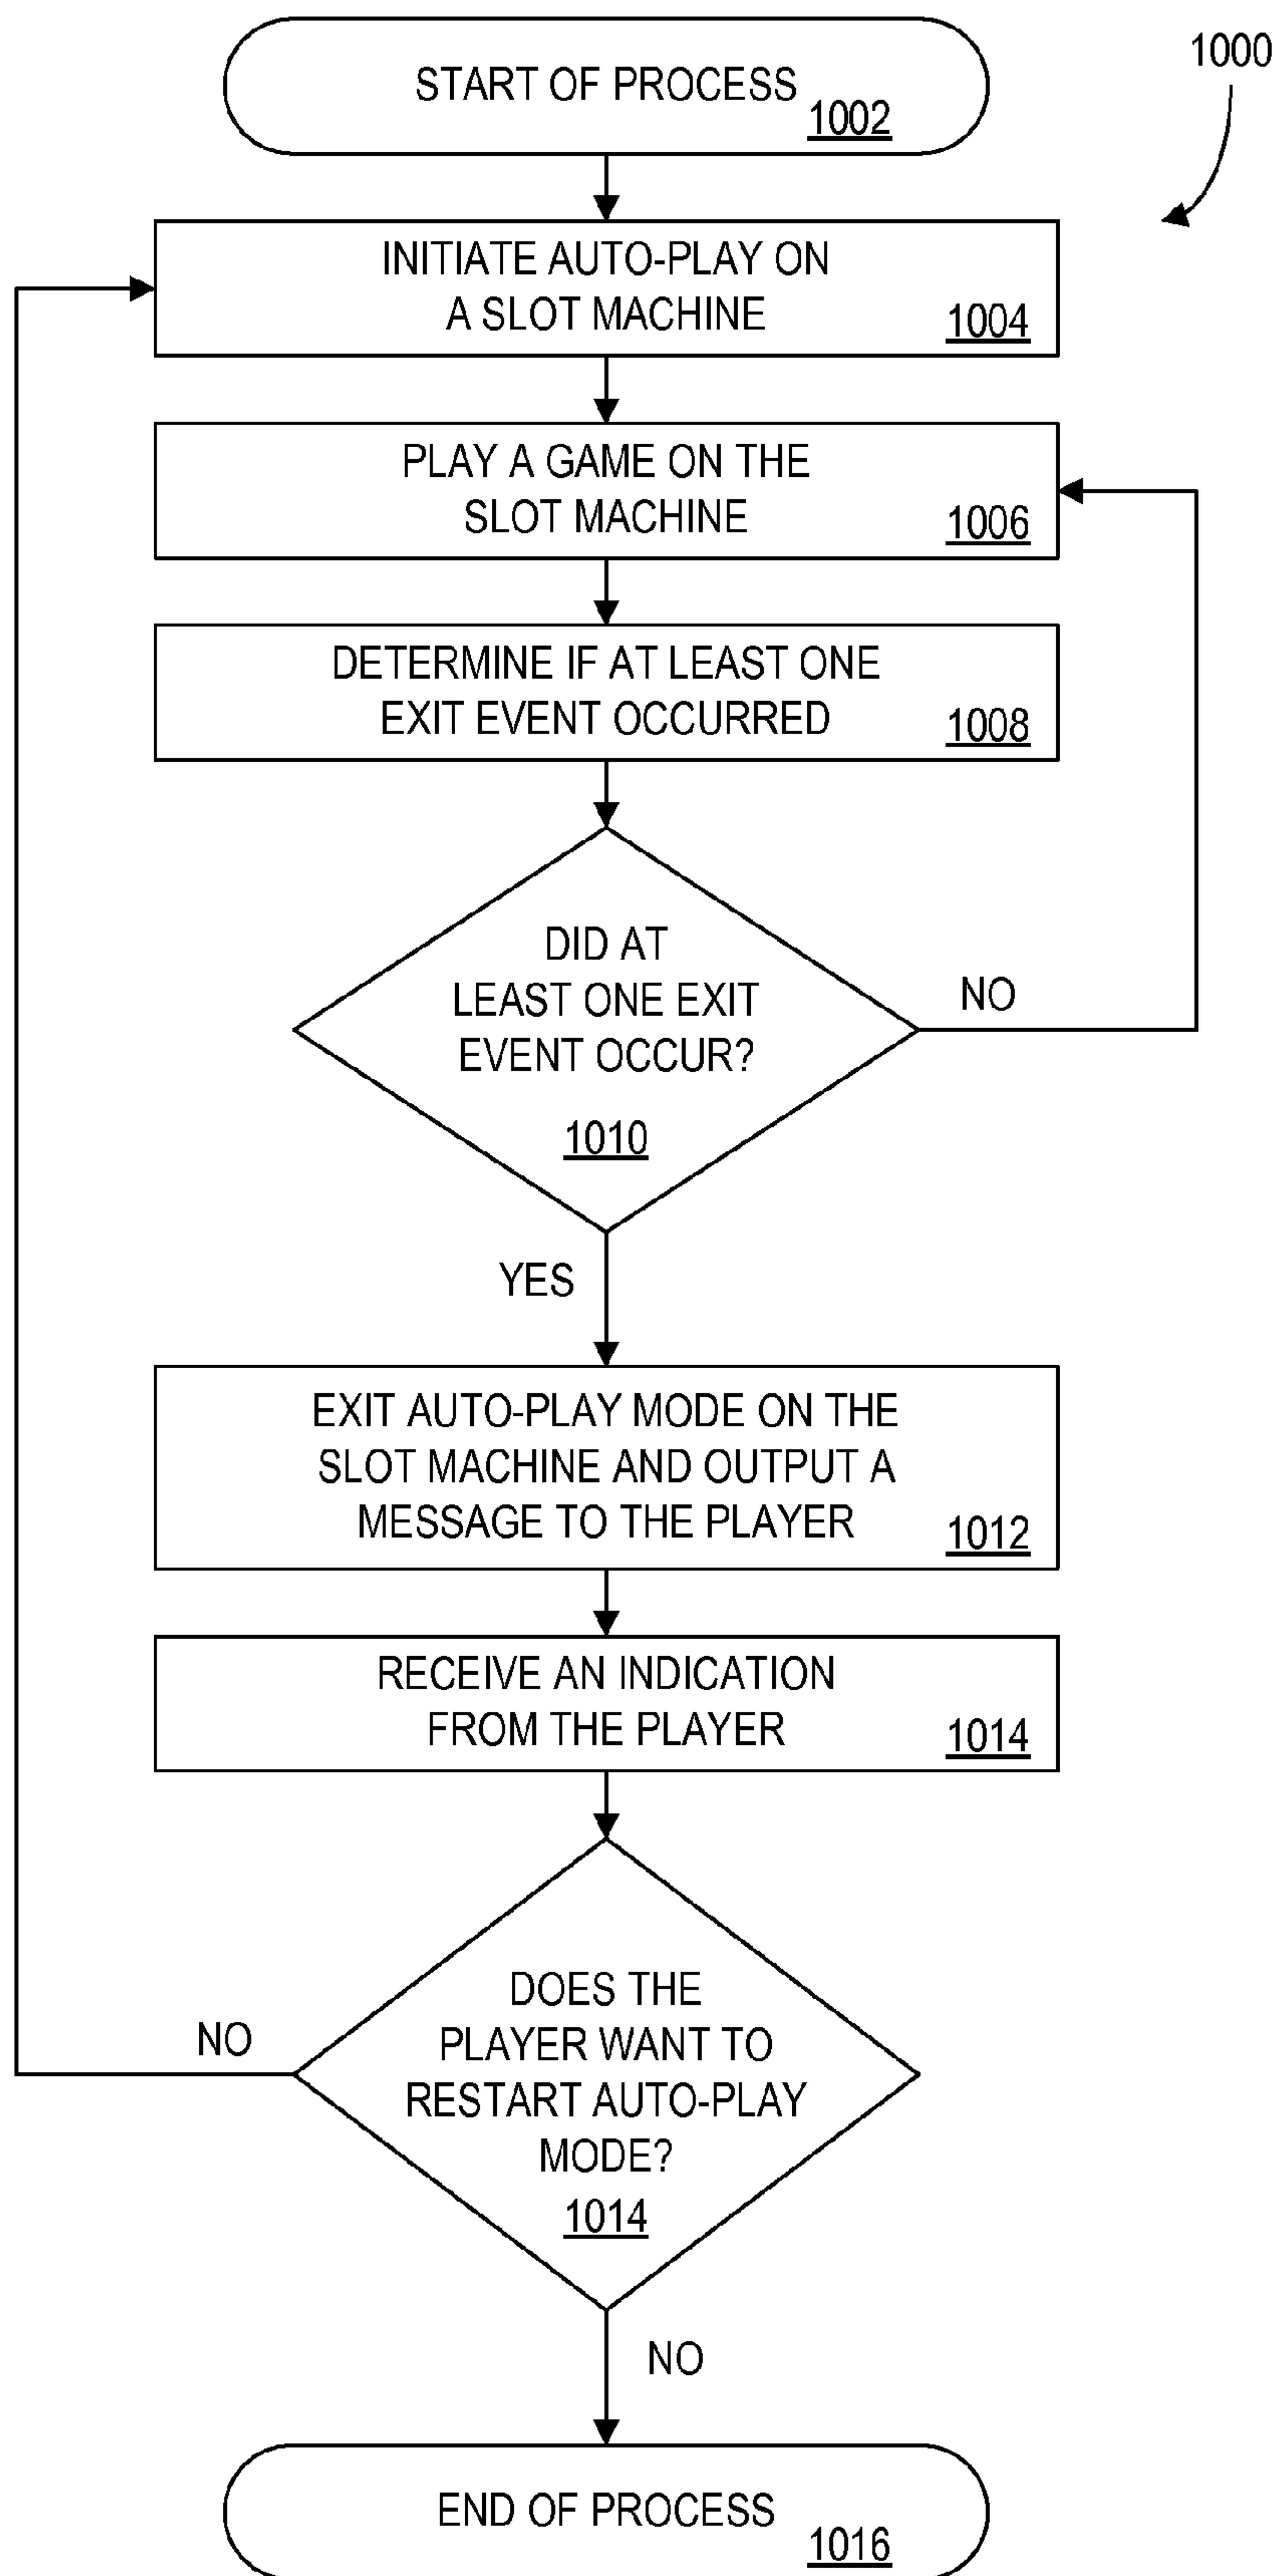 1000
START OF PROCESS
1002
INITIATE AUTO-PLAY ON
A SLOT MACHINE
1004
PLAY A GAME ON THE
SLOT MACHINE
1006
DETERMINE IF AT LEAST ONE
EXIT EVENT OCCURRED
1008
DID AT
LEAST ONE EXIT
EVENT OCCUR?
1010
NO
YES
EXIT AUTO-PLAY MODE ON THE
SLOT MACHINE AND OUTPUT A
MESSAGE TO THE PLAYER
1012
RECEIVE AN INDICATION
FROM THE PLAYER
1014
DOES THE
PLAYER WANT TO
RESTART AUTO-PLAY
MODE?
1014
NO
NO
END OF PROCESS
1016